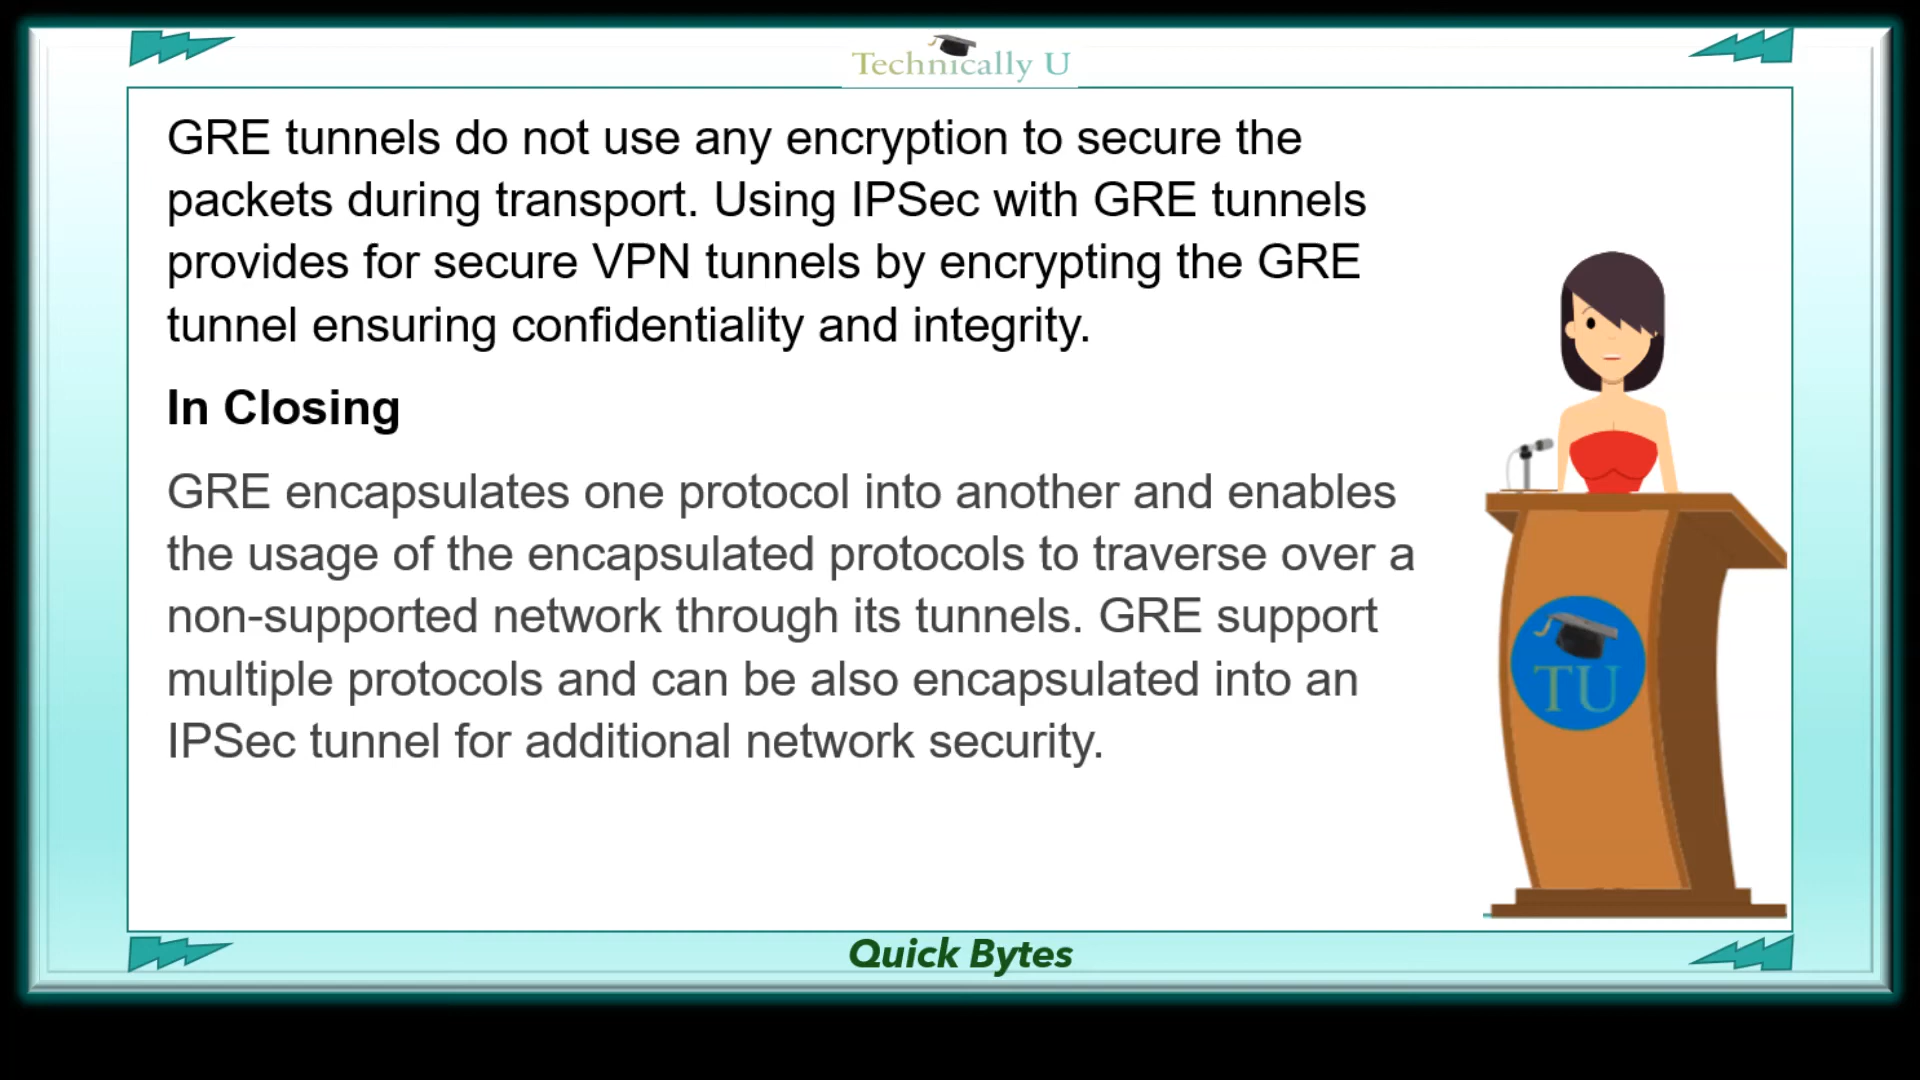 Technically U
GRE tunnels do not use any encryption to secure the
packets during transport. Using IPSec with GRE tunnels
provides for secure VPN tunnels by encrypting the GRE
tunnel ensuring confidentiality and integrity.
In Closing
GRE encapsulates one protocol into another and enables
the usage of the encapsulated protocols to traverse over a
non-supported network through its tunnels. GRE support
multiple protocols and can be also encapsulated into an
IPSec tunnel for additional network security.
TU
Quick Bytes